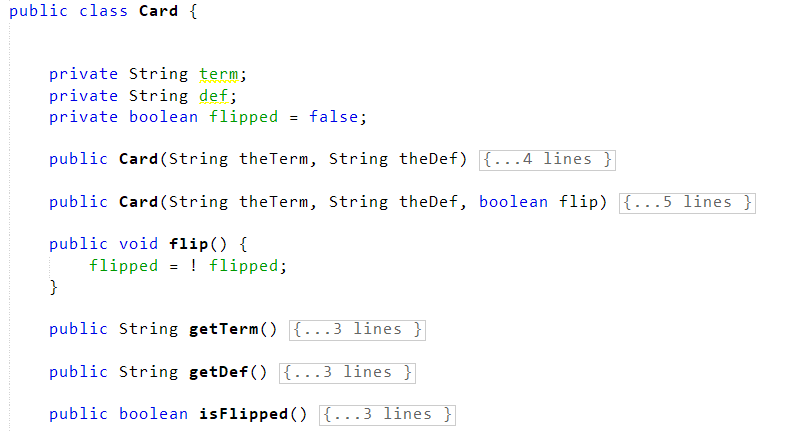 public class Card {
private String term;
private String def;
private boolean flipped = false;
public Card(String theTerm, String theDef) {...4 lines }
public Card(String theTerm, String theDef, boolean flip) {...5 lines }
public void flip() {
flipped = ! flipped;
}
public String getTerm() {...3 lines }
public String getDef() {...3 lines }
public boolean isFlipped() {...3 lines }